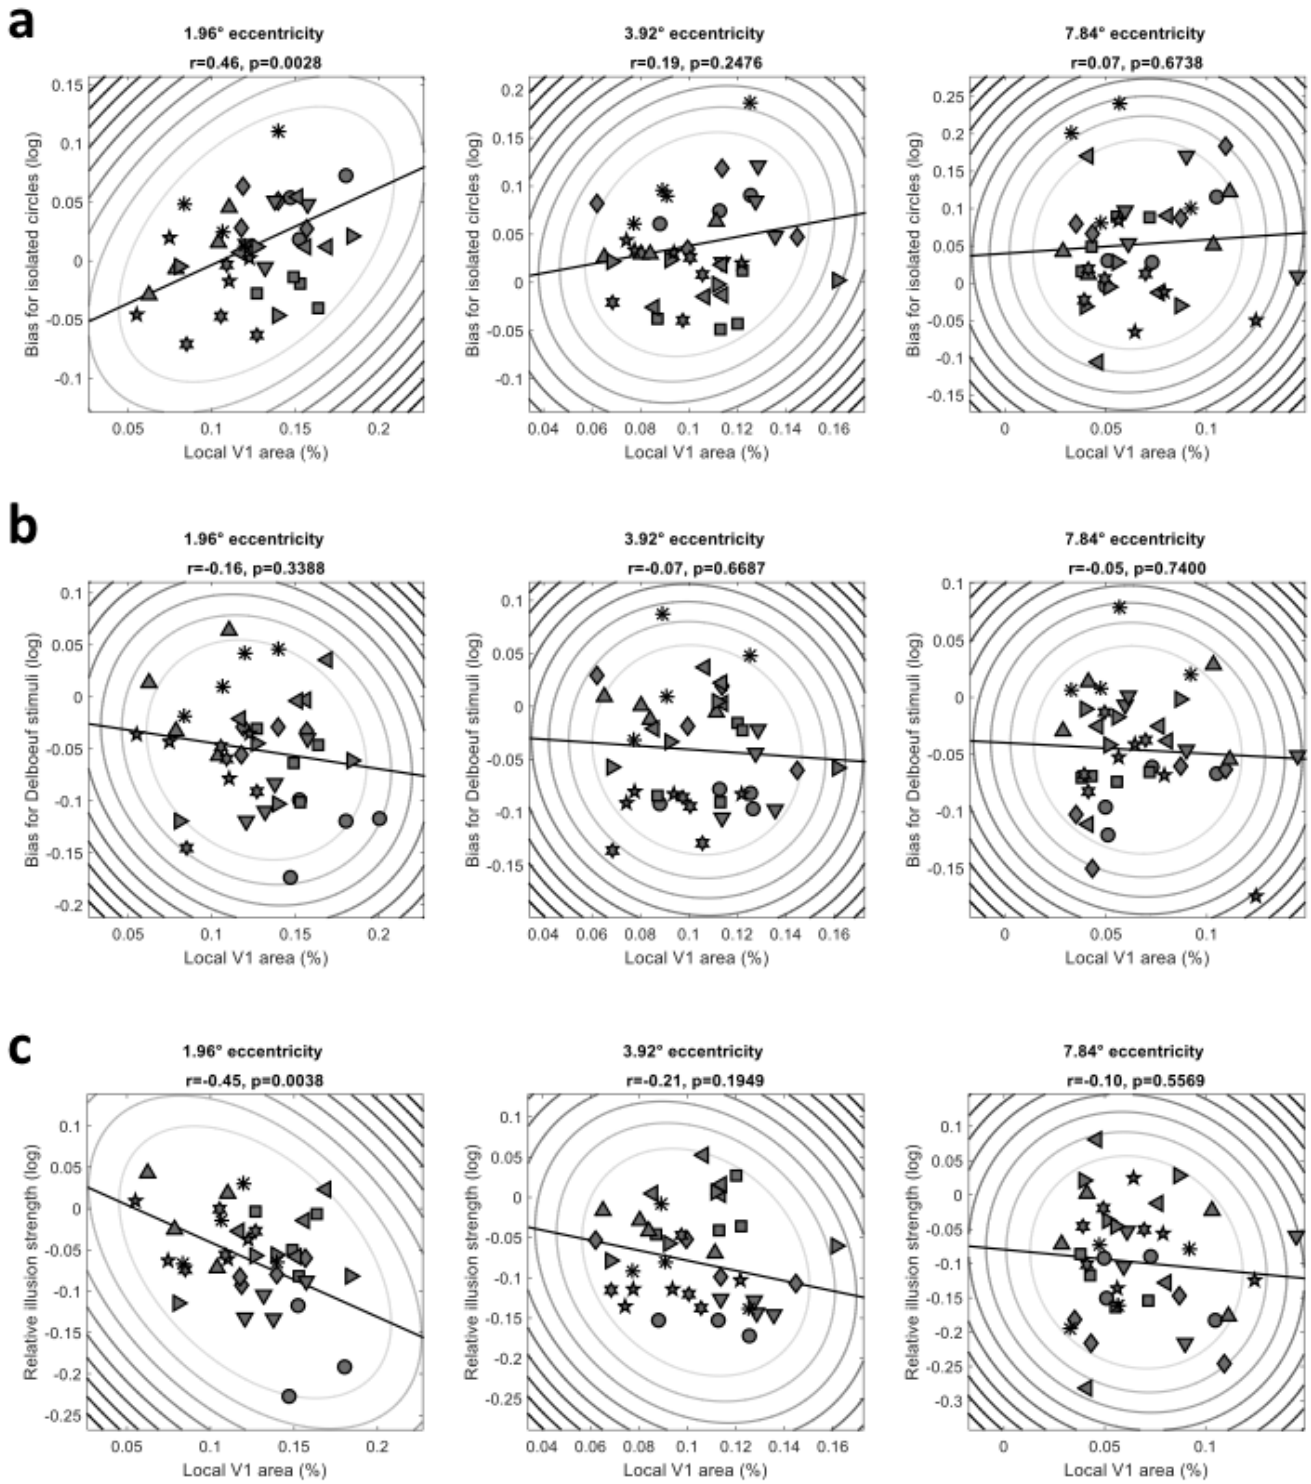 a
1.96° eccentricity
r=0.46, p=0.0028
3.92° eccentricity
r=0.19, p=0.2476
7.84° eccentricity
r=0.07, p=0.6738
Bias for isolated circles (log)
0.15
0.1
0.05
0
-0.05
-0.1
0.05 0.1 0.15 0.2
Local V1 area (%)
Bias for isolated circles (log)
0.2
0.15
0.1
0.05
0
-0.05
-0.1
0.04 0.06 0.08 0.1 0.12 0.14 0.16
Local V1 area (%)
Bias for isolated circles (log)
0.25
0.2
0.15
0.1
0.05
0
-0.05
-0.1
-0.15
0 0.05 0.1
Local V1 area (%)
b
1.96° eccentricity
r=-0.16, p=0.3388
3.92° eccentricity
r=-0.07, p=0.6687
7.84° eccentricity
r=-0.05, p=0.7400
Bias for Delboeuf stimuli (log)
0.1
0.05
0
-0.05
-0.1
-0.15
-0.2
0.05 0.1 0.15 0.2
Local V1 area (%)
Bias for Delboeuf stimuli (log)
0.1
0.05
0
-0.05
-0.1
-0.15
0.04 0.06 0.08 0.1 0.12 0.14 0.16
Local V1 area (%)
Bias for Delboeuf stimuli (log)
0.1
0.05
0
-0.05
-0.1
-0.15
0 0.05 0.1
Local V1 area (%)
c
1.96° eccentricity
r=-0.45, p=0.0038
3.92° eccentricity
r=-0.21, p=0.1949
7.84° eccentricity
r=-0.10, p=0.5569
Relative illusion strength (log)
0.1
0.05
0
-0.05
-0.1
-0.15
-0.2
-0.25
0.05 0.1 0.15 0.2
Local V1 area (%)
Relative illusion strength (log)
0.1
0.05
0
-0.05
-0.1
-0.15
-0.2
-0.25
0.04 0.06 0.08 0.1 0.12 0.14 0.16
Local V1 area (%)
Relative illusion strength (log)
0.1
0.05
0
-0.05
-0.1
-0.15
-0.2
-0.25
-0.3
0 0.05 0.1
Local V1 area (%)